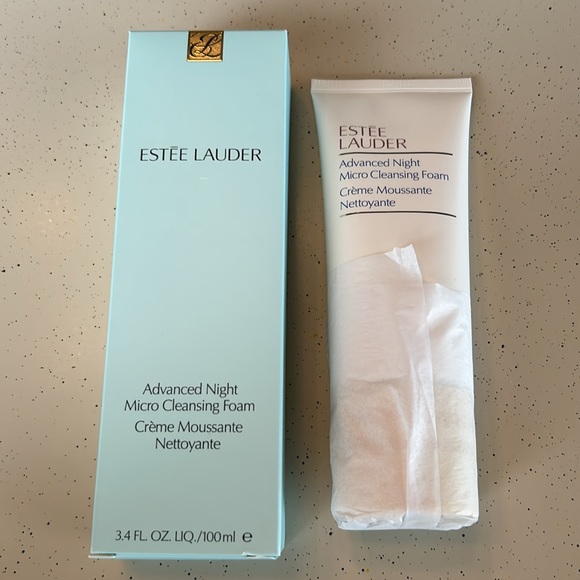 ESTĒE LAUDER
Advanced Night
Micro Cleansing Foam
Crème Moussante
Nettoyante
3.4 FL. OZ. LIQ./100ml ℮
ESTĒE
LAUDER
Advanced Night
Micro Cleansing Foam
Crème Moussante
Nettoyante